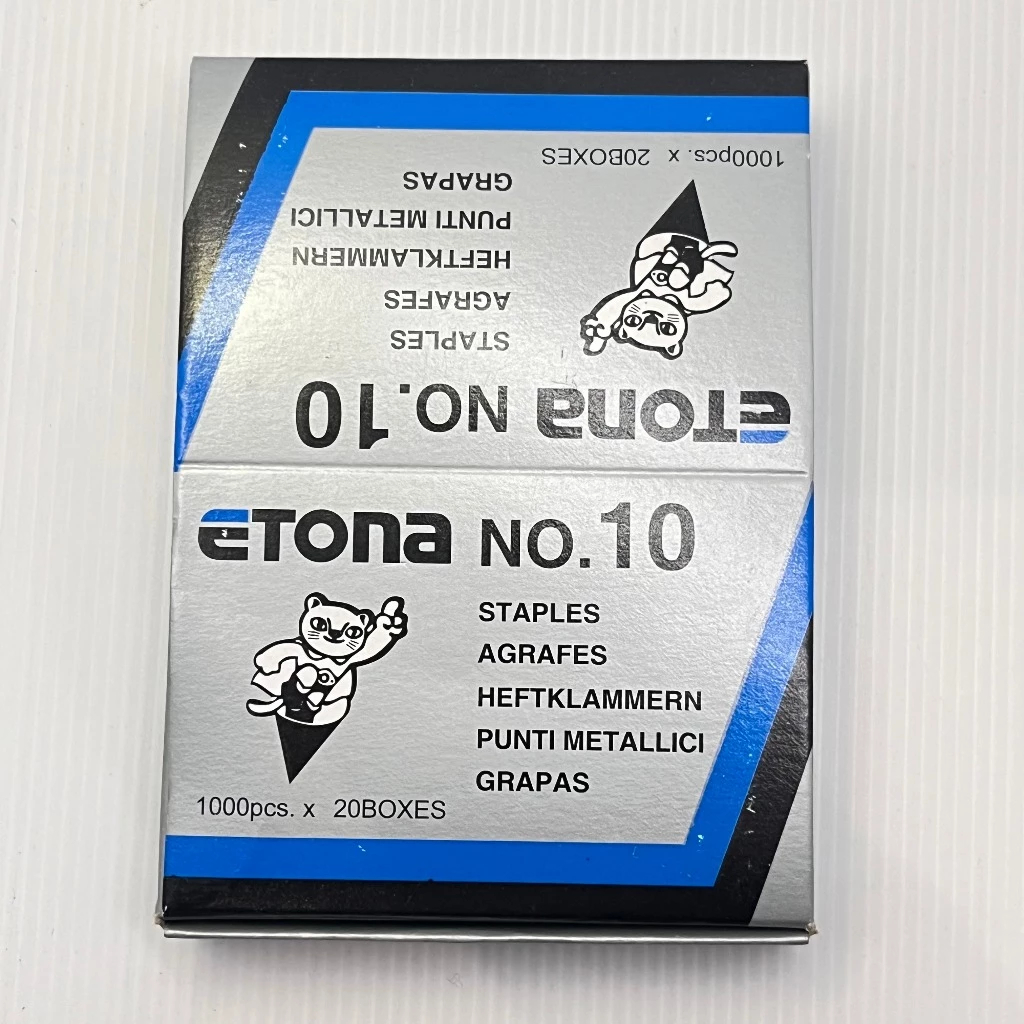 1000pcs. x 20BOXES
GRAPAS
PUNTI METALLICI
HEFTKLAMMERN
AGRAFES
STAPLES
ETONA NO.10
ETONA NO.10
STAPLES
AGRAFES
HEFTKLAMMERN
PUNTI METALLICI
GRAPAS
1000pcs. x 20BOXES